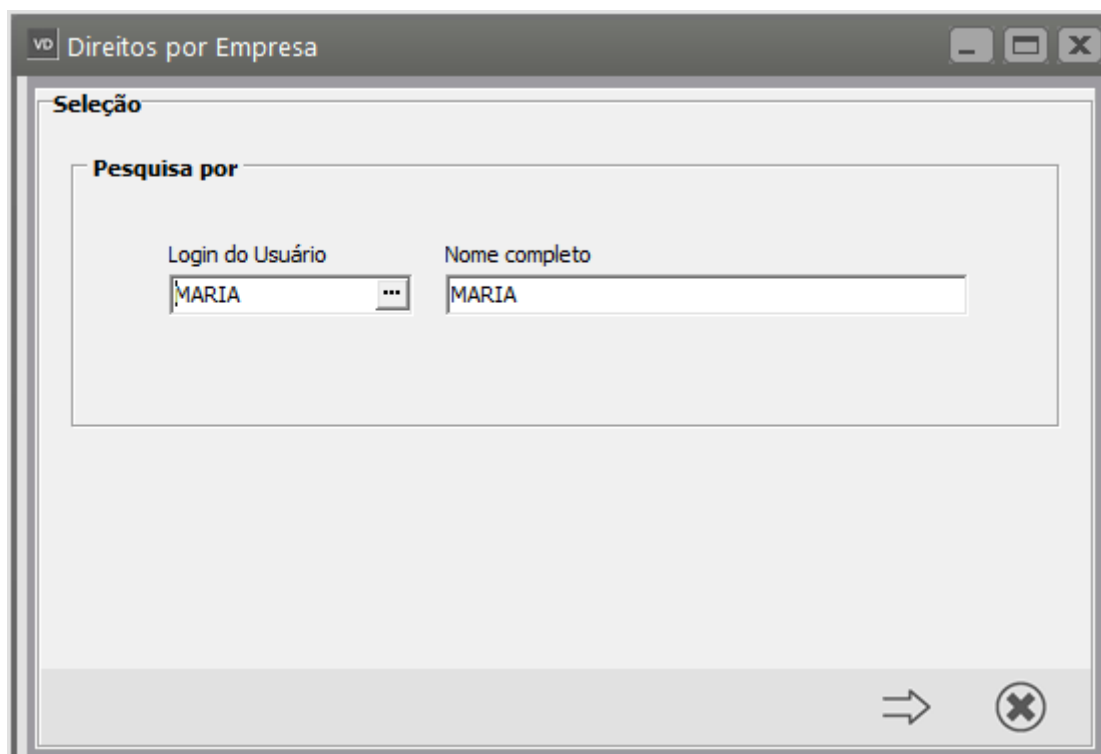 VD Direitos por Empresa
Seleção
Pesquisa por
Login do Usuário Nome completo
MARIA ... MARIA